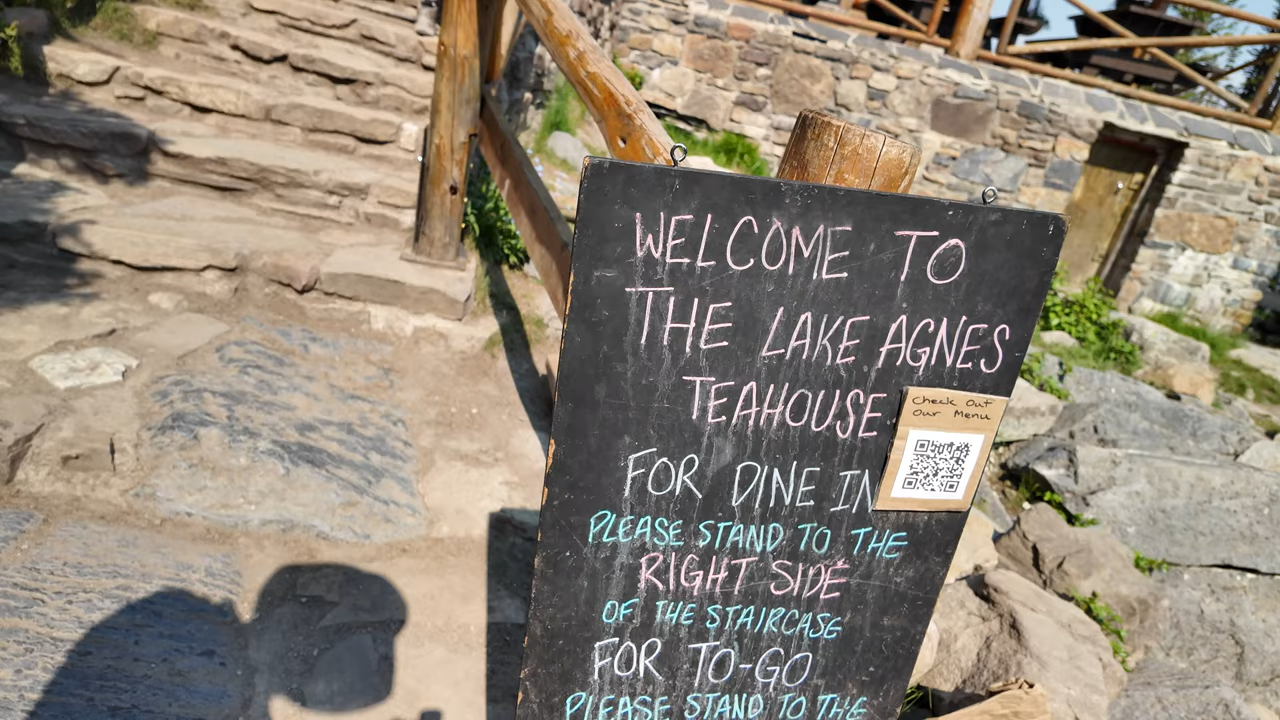 WELCOME TO
THE LAKE AGNES
TEAHOUSE
Check Out
Our Menu
FOR DINE IN
PLEASE STAND TO THE
RIGHT SIDE
OF THE STAIRCASE
FOR TO-GO
PLEASE STAND TO THE